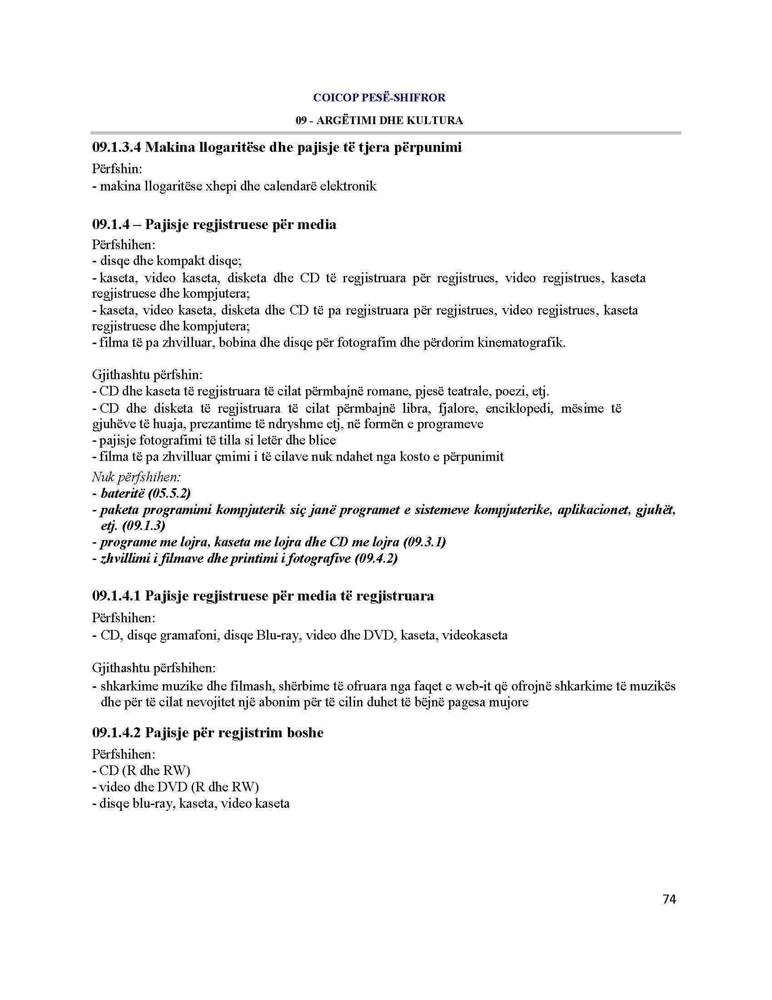 COICOP PESË-SHIFROR
09 - ARGËTIMI DHE KULTURA
09.1.3.4 Makina llogaritëse dhe pajisje të tjera përpunimi
Përfshin:
- makina llogaritëse xhepi dhe calendarë elektronik
09.1.4 – Pajisje regjistruese për media
Përfshihen:
- disqe dhe kompakt disqe;
- kaseta, video kaseta, disketa dhe CD të regjistruara për regjistrues, video regjistrues, kaseta
regjistruese dhe kompjutera;
- kaseta, video kaseta, disketa dhe CD të pa regjistruara për regjistrues, video regjistrues, kaseta
regjistruese dhe kompjutera;
- filma të pa zhvilluar, bobina dhe disqe për fotografim dhe përdorim kinematografik.
Gjithashtu përfshin:
- CD dhe kaseta të regjistruara të cilat përmbajnë romane, pjesë teatrale, poezi, etj.
- CD dhe disketa të regjistruara të cilat përmbajnë libra, fjalore, enciklopedi, mësime të
gjuhëve të huaja, prezantime të ndryshme etj, në formën e programeve
- pajisje fotografimi të tilla si letër dhe blice
- filma të pa zhvilluar çmimi i të cilave nuk ndahet nga kosto e përpunimit
Nuk përfshihen:
- bateritë (05.5.2)
- paketa programimi kompjuterik siç janë programet e sistemeve kompjuterike, aplikacionet, gjuhët,
etj. (09.1.3)
- programe me lojra, kaseta me lojra dhe CD me lojra (09.3.1)
- zhvillimi i filmave dhe printimi i fotografive (09.4.2)
09.1.4.1 Pajisje regjistruese për media të regjistruara
Përfshihen:
- CD, disqe gramafoni, disqe Blu-ray, video dhe DVD, kaseta, videokaseta
Gjithashtu përfshihen:
- shkarkime muzike dhe filmash, shërbime të ofruara nga faqet e web-it që ofrojnë shkarkime të muzikës
dhe për të cilat nevojitet një abonim për të cilin duhet të bëjnë pagesa mujore
09.1.4.2 Pajisje për regjistrim boshe
Përfshihen:
- CD (R dhe RW)
- video dhe DVD (R dhe RW)
- disqe blu-ray, kaseta, video kaseta
74